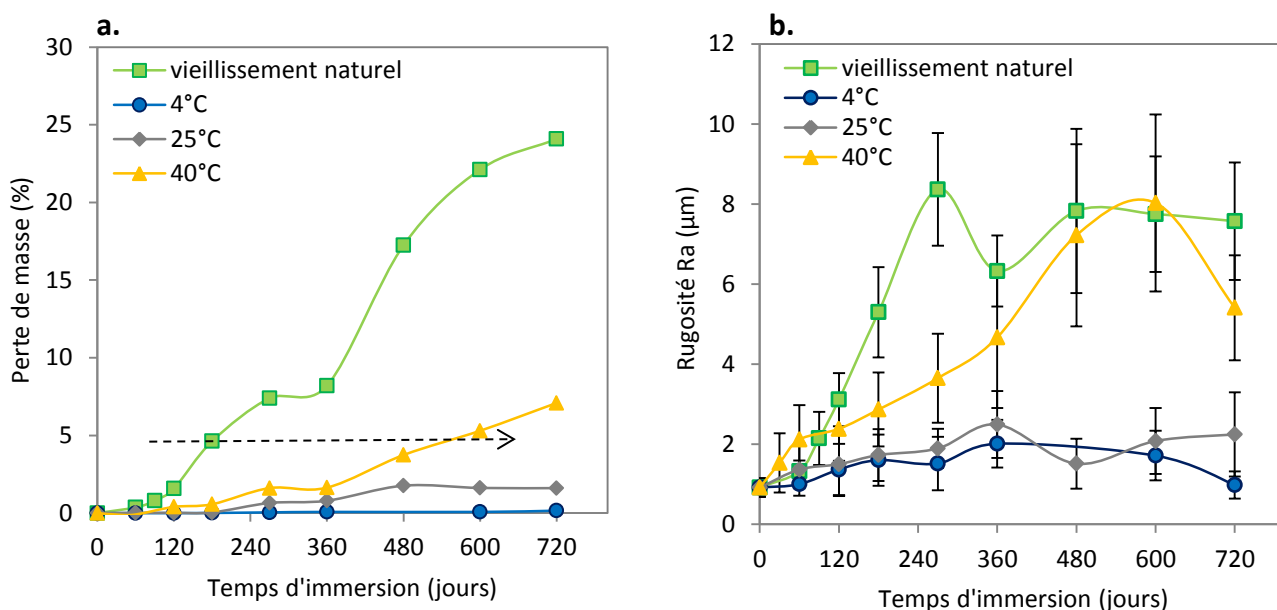 a.
Perte de masse (%)
30
25
20
15
10
5
0
vieillissement naturel
4°C
25°C
40°C
0 120 240 360 480 600 720
Temps d'immersion (jours)
b.
Rugosité Ra (µm)
12
10
8
6
4
2
0
vieillissement naturel
4°C
25°C
40°C
0 120 240 360 480 600 720
Temps d'immersion (jours)